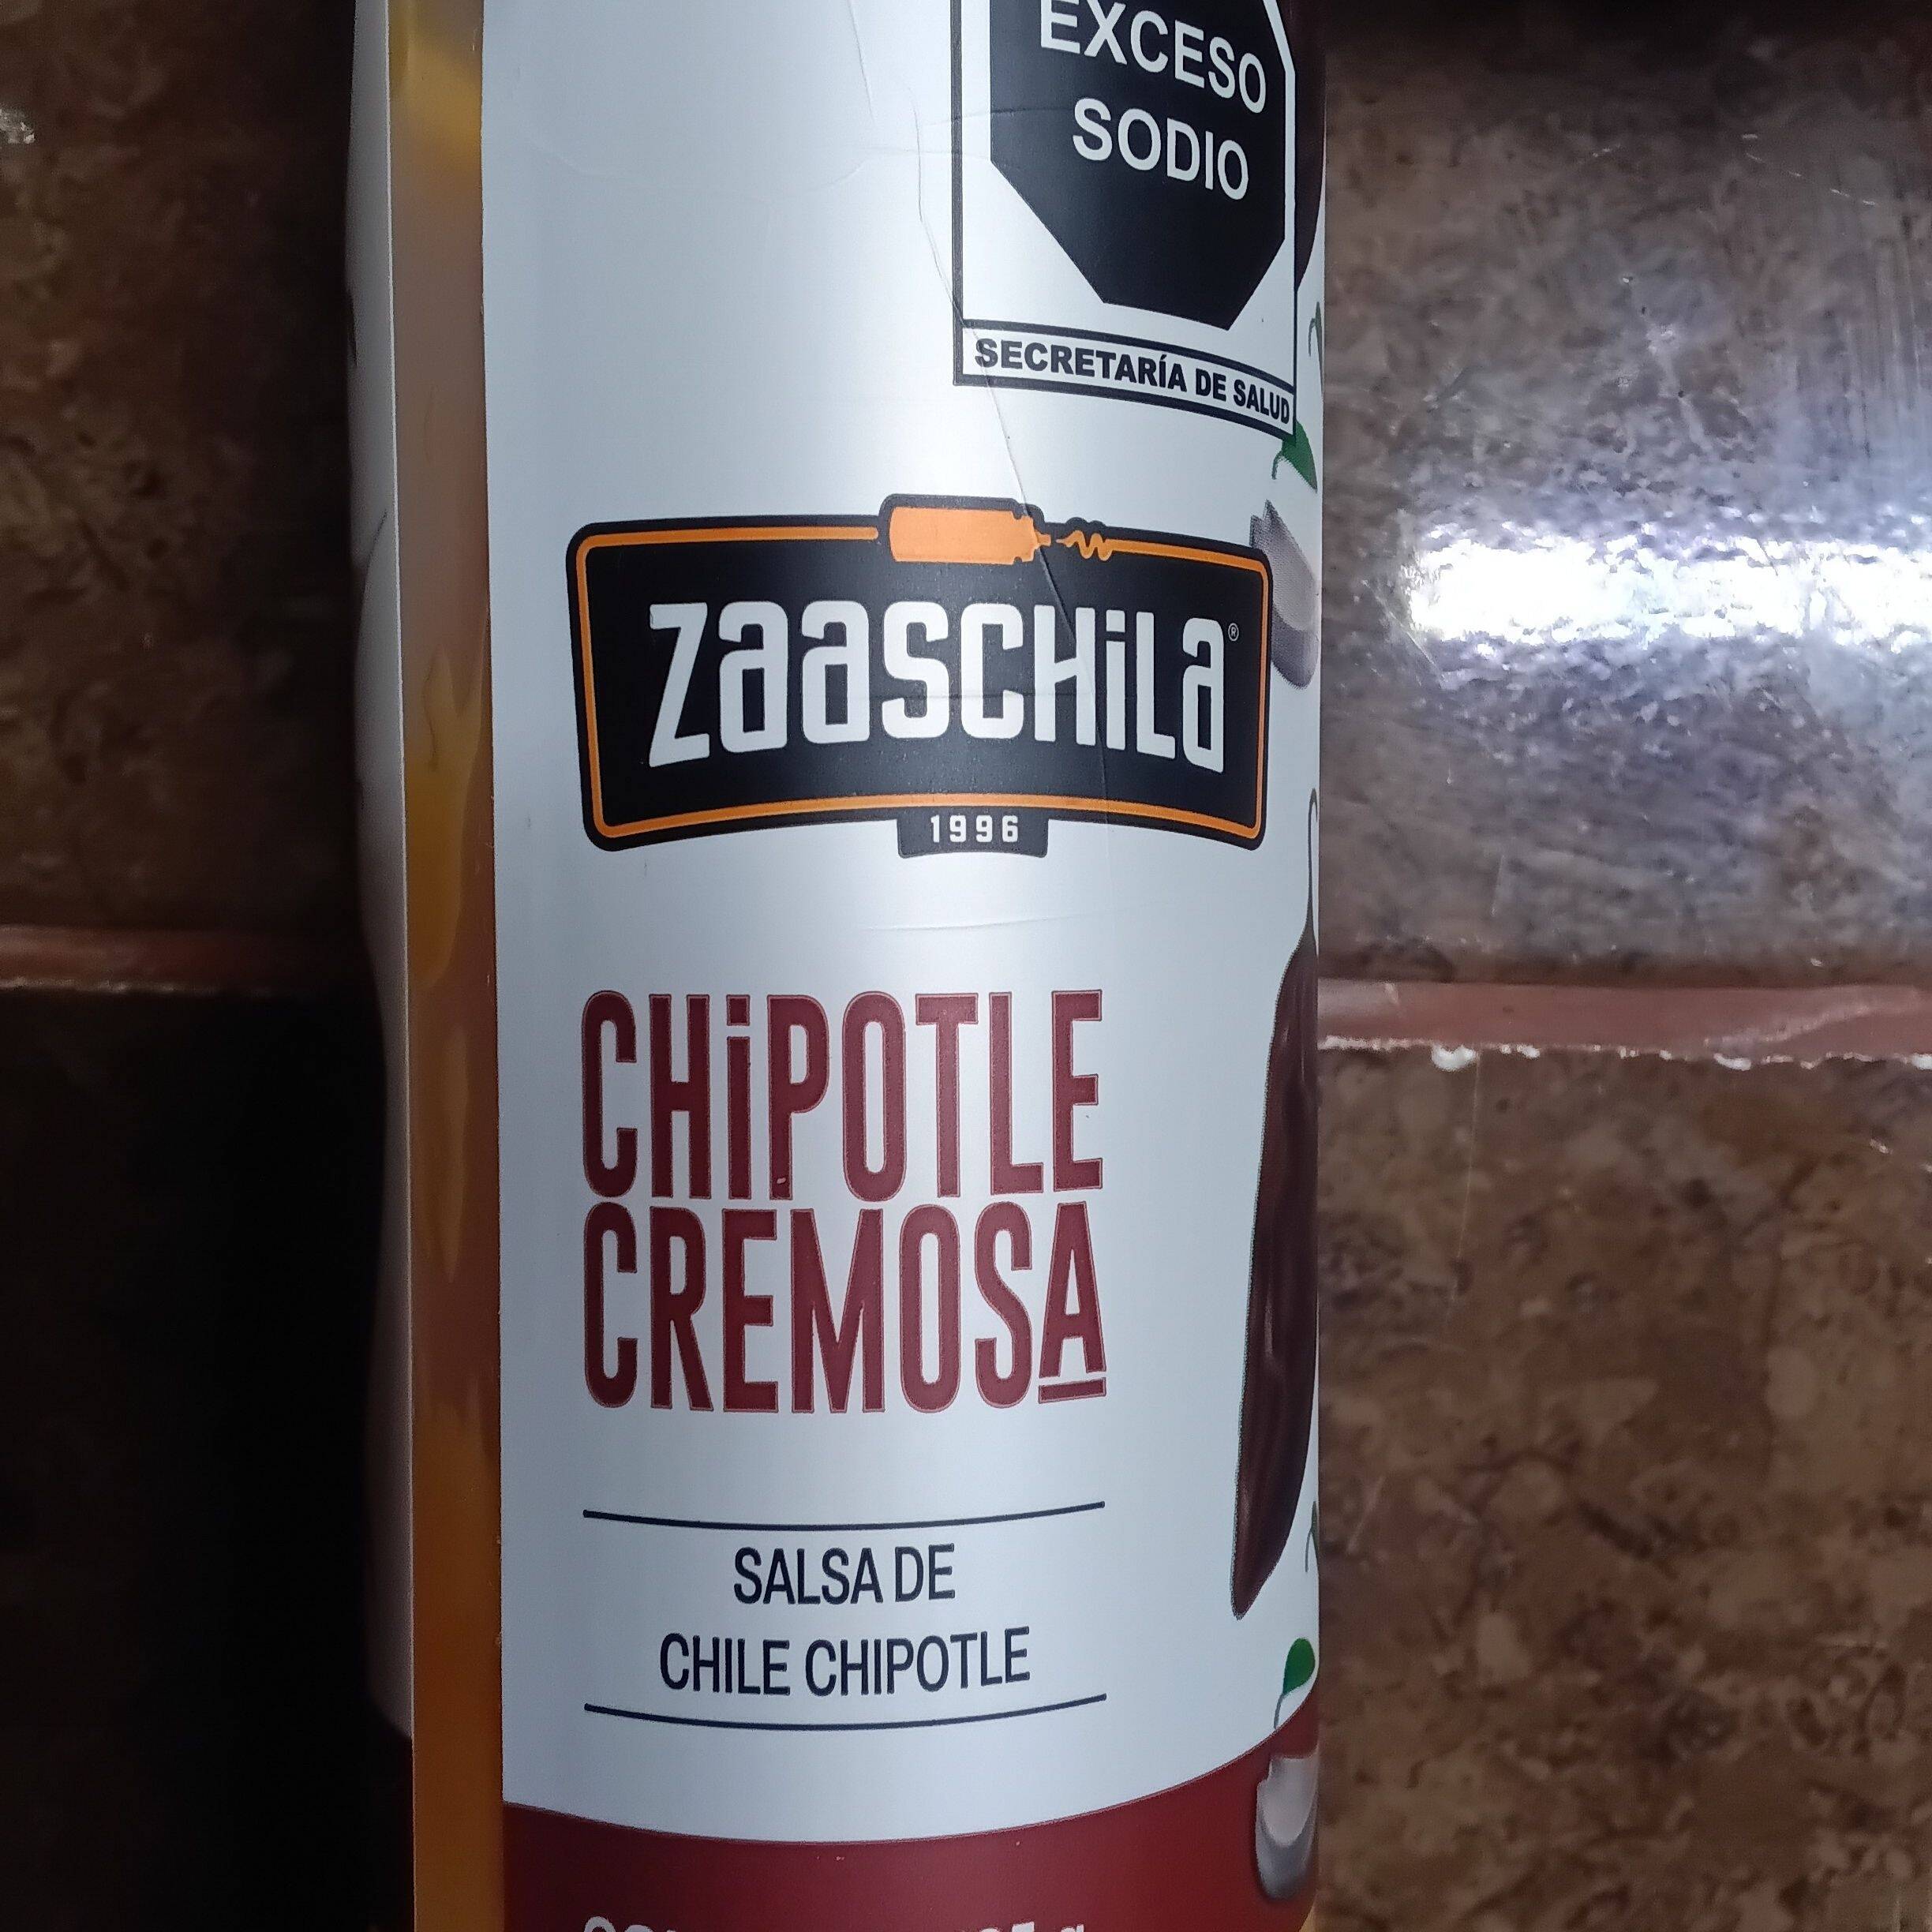 EXCESO
SODIO
SECRETARÍA DE SALUD
ZaaSCHiLa®
1996
CHiPOTLE
CREMOSA
SALSA DE
CHILE CHIPOTLE